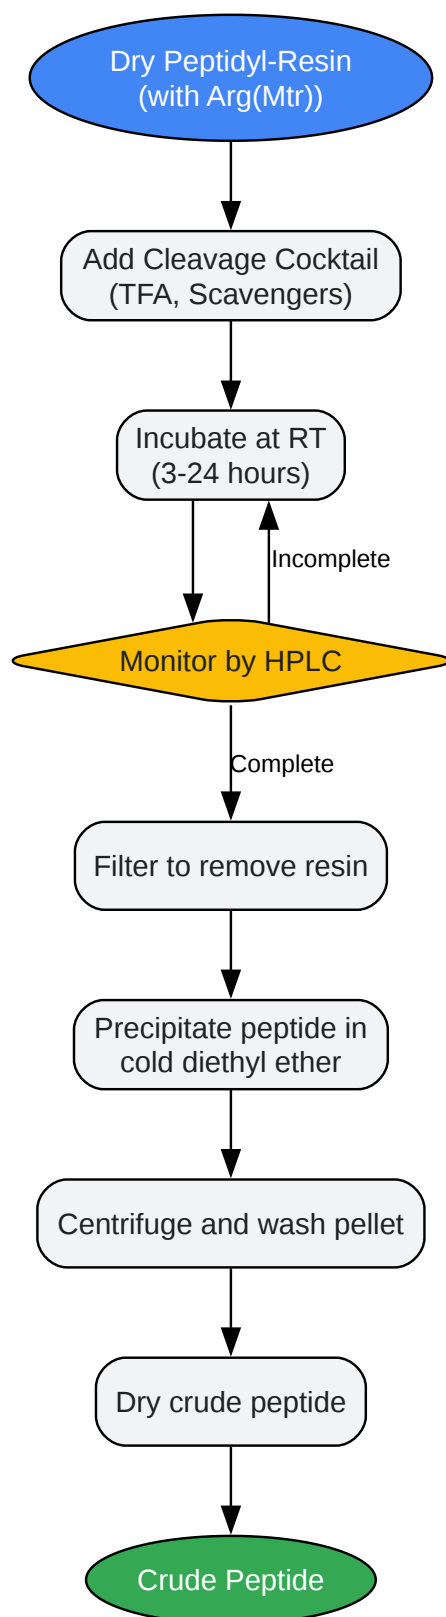 Dry Peptidyl-Resin
(with Arg(Mtr))
Add Cleavage Cocktail
(TFA, Scavengers)
Incubate at RT
(3-24 hours)
Incomplete
Monitor by HPLC
Complete
Filter to remove resin
Precipitate peptide in
cold diethyl ether
Centrifuge and wash pellet
Dry crude peptide
Crude Peptide